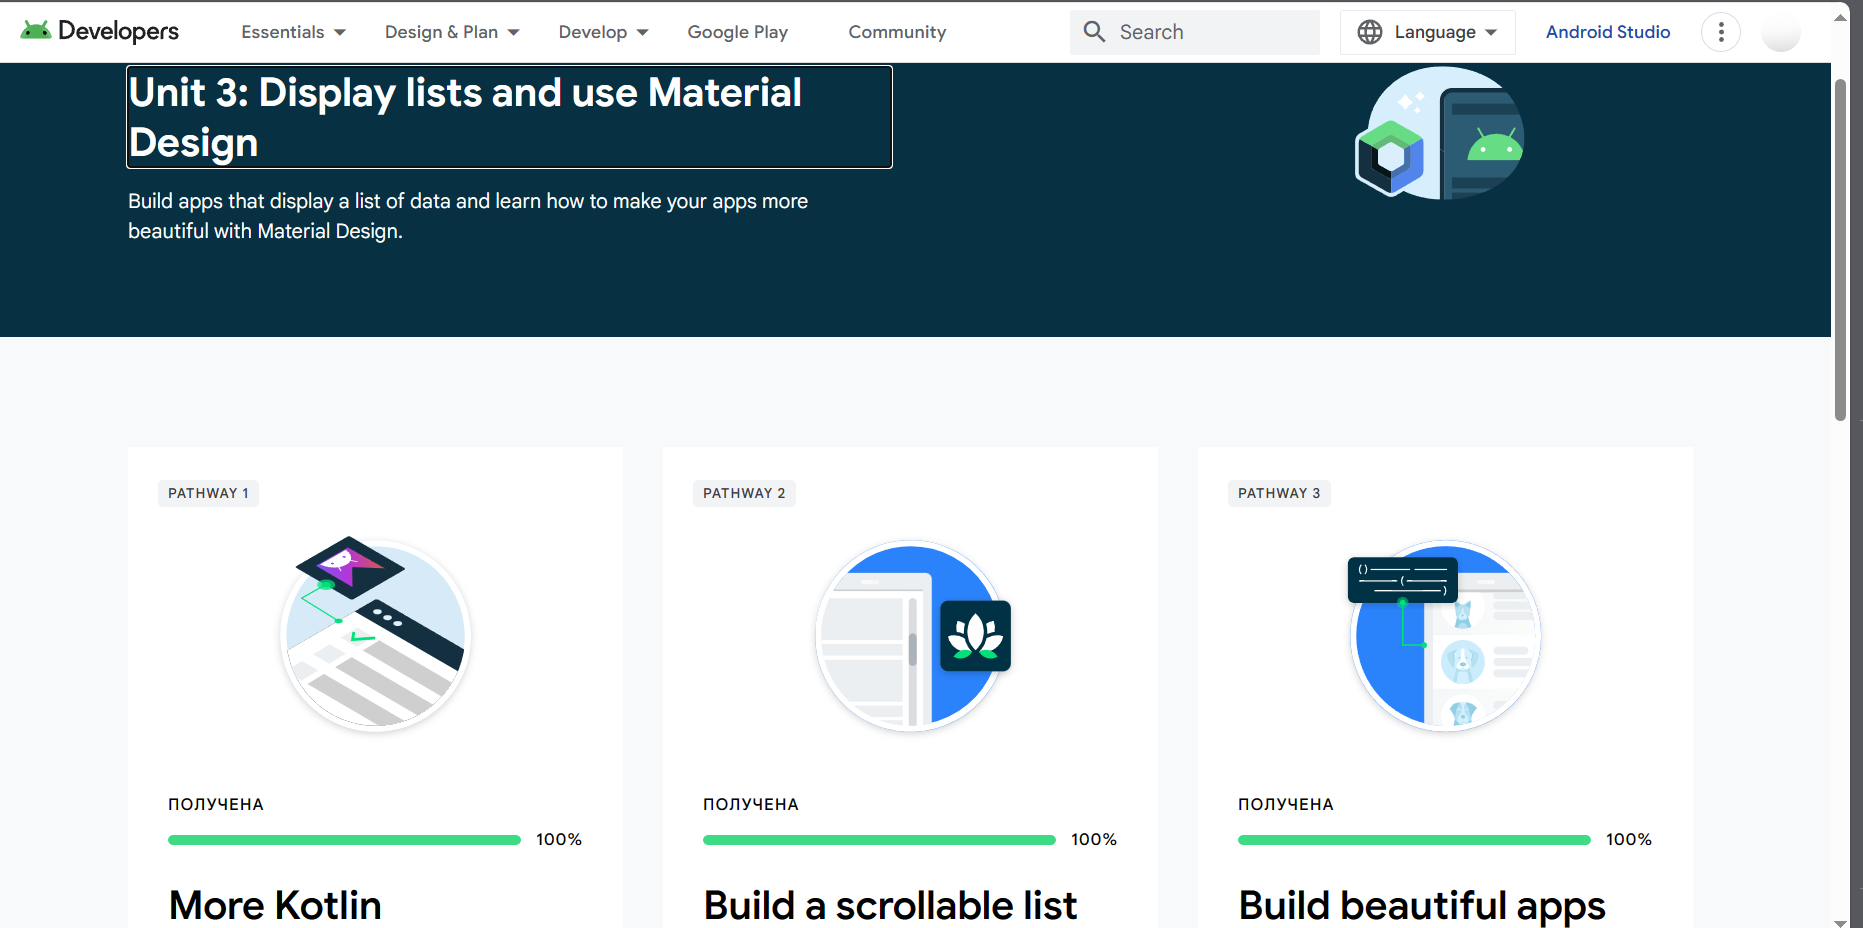 Developers Essentials Design & Plan Develop Google Play Community Search Language Android Studio
Unit 3: Display lists and use Material
Design
Build apps that display a list of data and learn how to make your apps more
beautiful with Material Design.
PATHWAY 1
ПОЛУЧЕНА
100%
More Kotlin
PATHWAY 2
ПОЛУЧЕНА
100%
Build a scrollable list
PATHWAY 3
ПОЛУЧЕНА
100%
Build beautiful apps